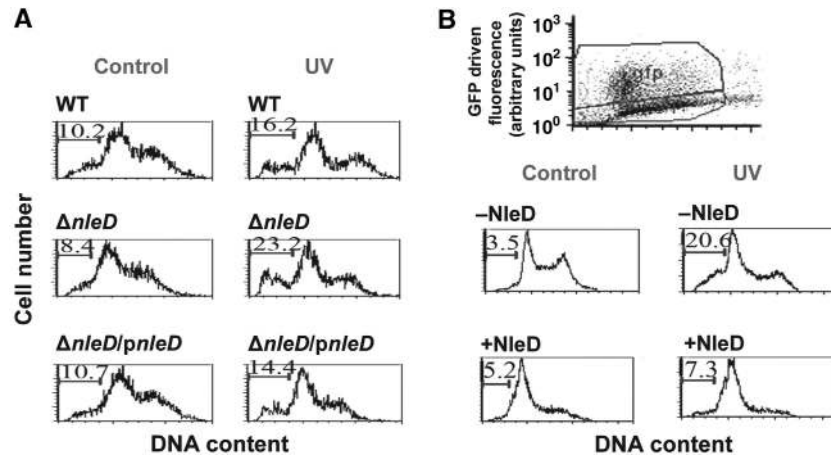 A
Control
UV
WT
WT
10.2
16.2
ΔnleD
ΔnleD
8.4
23.2
ΔnleD/pnleD
ΔnleD/pnleD
10.7
14.4
Cell number
DNA content
B
GFP driven
fluorescence
(arbitrary units)
10³
10²
10¹
10⁰
gfp
Control
UV
–NleD
–NleD
3.5
20.6
+NleD
+NleD
5.2
7.3
DNA content